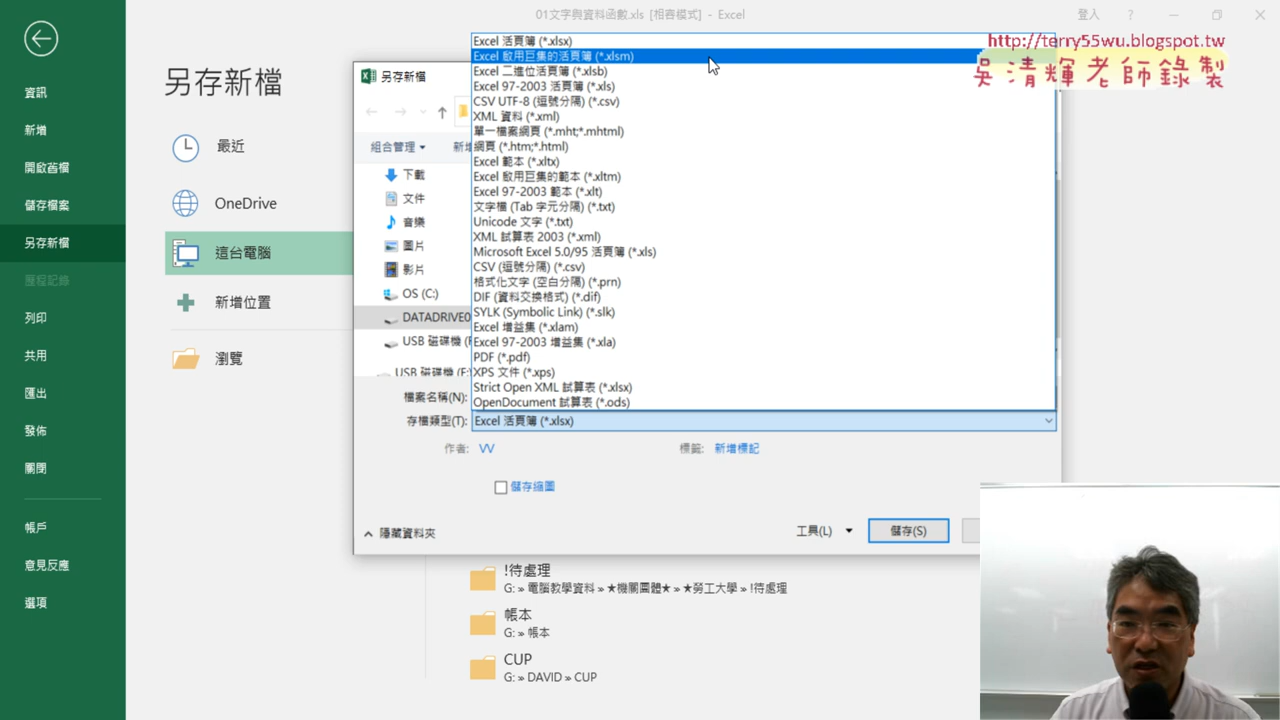 01文字與資料函數.xls [相容模式] - Excel
登入
?
http://terry55wu.blogspot.tw
吳清輝老師錄製
另存新檔
資訊
新增
開啟舊檔
儲存檔案
另存新檔
歷程記錄
列印
共用
匯出
發佈
關閉
帳戶
意見反應
選項
最近
OneDrive
這台電腦
新增位置
瀏覽
另存新檔
組合管理
下載
文件
音樂
圖片
影片
OS (C:)
DATADRIVE0
USB 磁碟機 (
USB 磁碟機 (F:
Excel 活頁簿 (*.xlsx)
Excel 啟用巨集的活頁簿 (*.xlsm)
Excel 二進位活頁簿 (*.xlsb)
Excel 97-2003 活頁簿 (*.xls)
CSV UTF-8 (逗號分隔) (*.csv)
XML 資料 (*.xml)
單一檔案網頁 (*.mht;*.mhtml)
網頁 (*.htm;*.html)
Excel 範本 (*.xltx)
Excel 啟用巨集的範本 (*.xltm)
Excel 97-2003 範本 (*.xlt)
文字檔 (Tab 字元分隔) (*.txt)
Unicode 文字 (*.txt)
XML 試算表 2003 (*.xml)
Microsoft Excel 5.0/95 活頁簿 (*.xls)
CSV (逗號分隔) (*.csv)
格式化文字 (空白分隔) (*.prn)
DIF (資料交換格式) (*.dif)
SYLK (Symbolic Link) (*.slk)
Excel 增益集 (*.xlam)
Excel 97-2003 增益集 (*.xla)
PDF (*.pdf)
XPS 文件 (*.xps)
Strict Open XML 試算表 (*.xlsx)
OpenDocument 試算表 (*.ods)
檔案名稱(N):
存檔類型(T): Excel 活頁簿 (*.xlsx)
作者: VV
標籤: 新增標記
儲存縮圖
隱藏資料夾
工具(L)
儲存(S)
!待處理
G: » 電腦教學資料 » ★機關團體★ » ★勞工大學 » !待處理
帳本
G: » 帳本
CUP
G: » DAVID » CUP